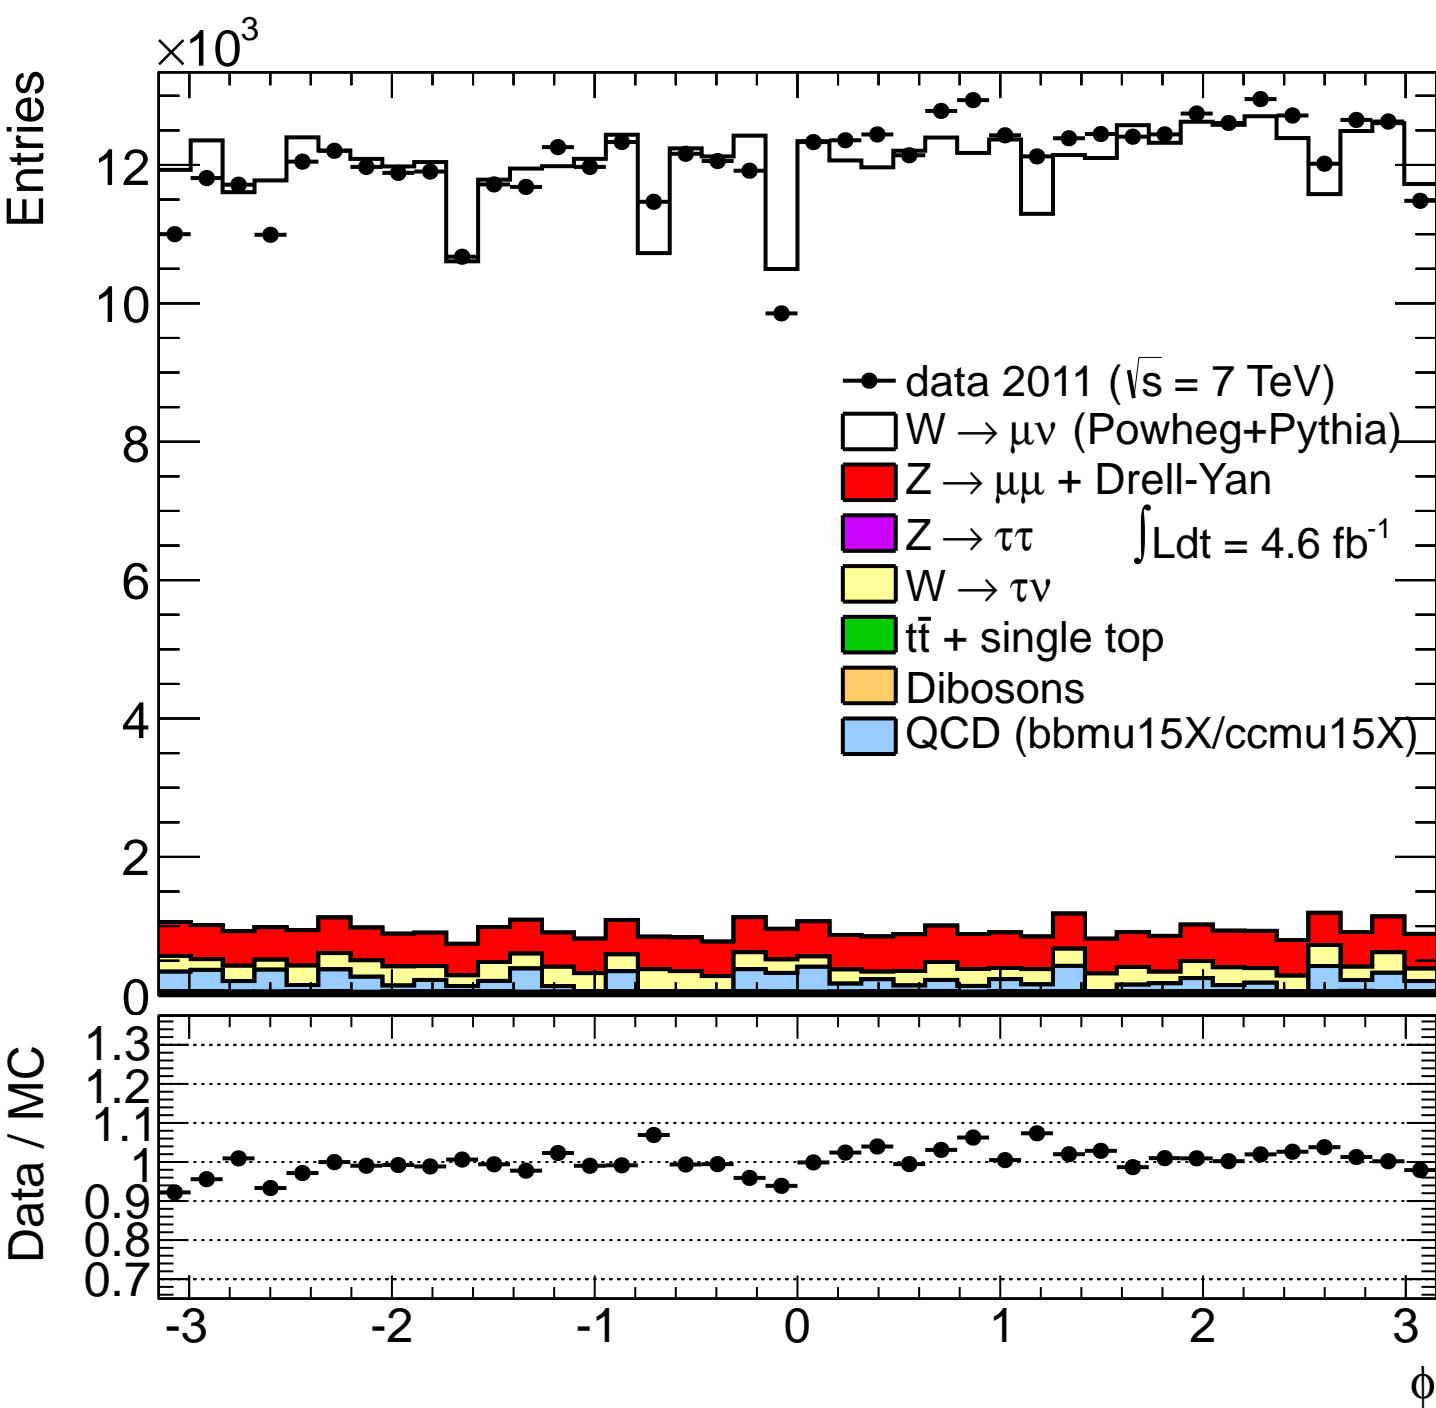 ×10³
Entries
12
10
8
6
4
2
0
data 2011 (√s = 7 TeV)
W → μν (Powheg+Pythia)
Z → μμ + Drell-Yan
Z → ττ
∫Ldt = 4.6 fb⁻¹
W → τν
tt̄ + single top
Dibosons
QCD (bbmu15X/ccmu15X)
Data / MC
1.3
1.2
1.1
1
0.9
0.8
0.7
-3 -2 -1 0 1 2 3
ϕ